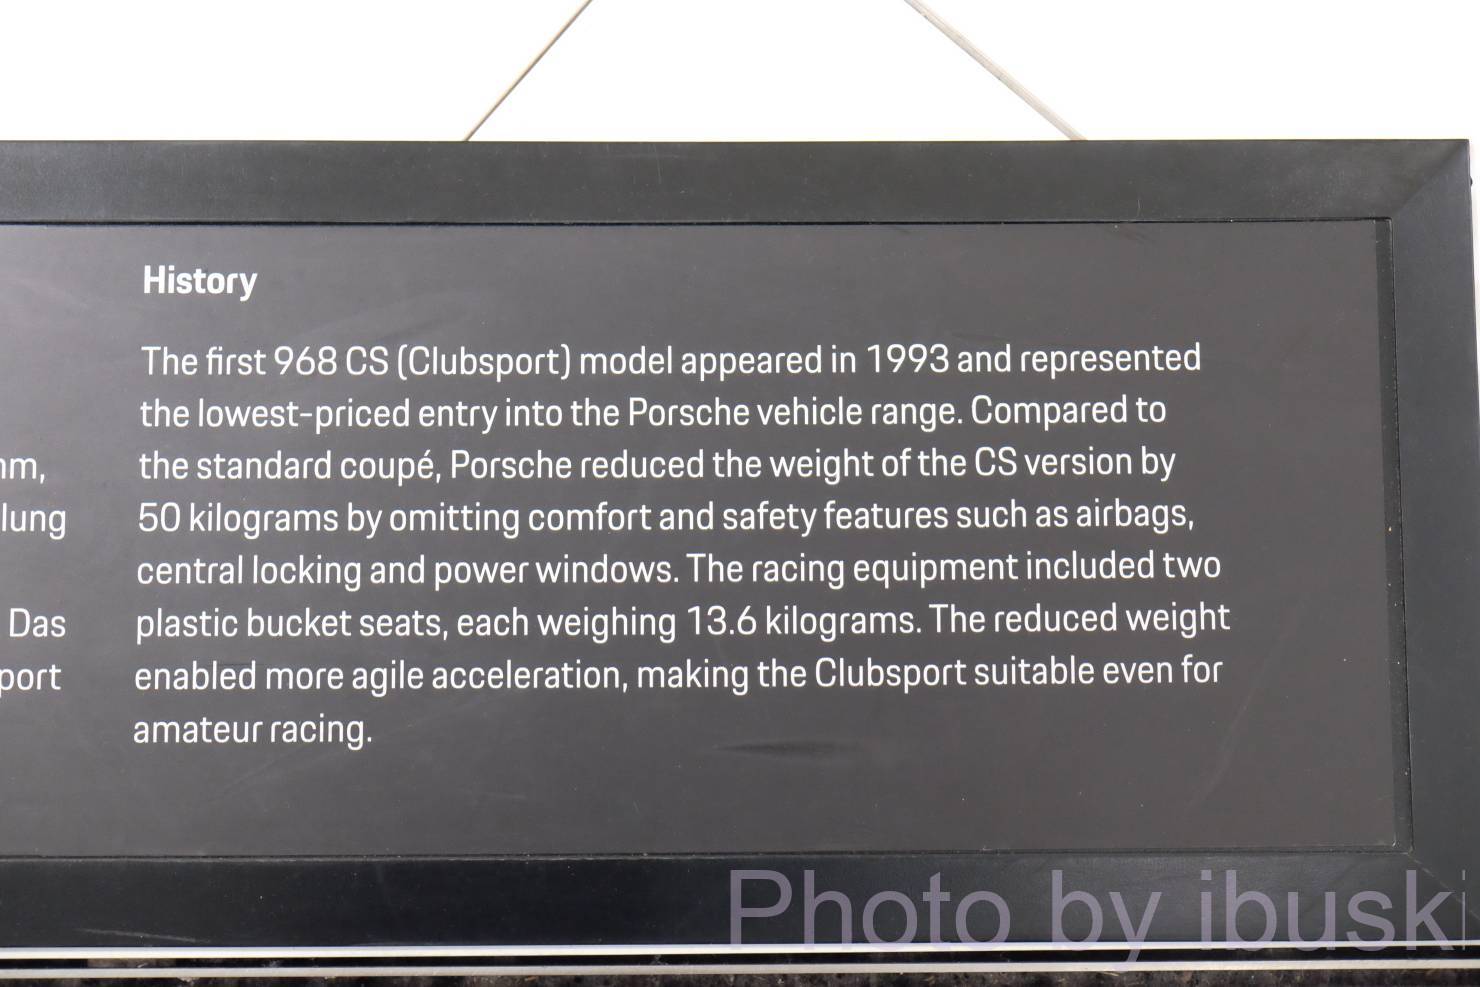 History
The first 968 CS (Clubsport) model appeared in 1993 and represented
the lowest-priced entry into the Porsche vehicle range. Compared to
the standard coupé, Porsche reduced the weight of the CS version by
50 kilograms by omitting comfort and safety features such as airbags,
central locking and power windows. The racing equipment included two
plastic bucket seats, each weighing 13.6 kilograms. The reduced weight
enabled more agile acceleration, making the Clubsport suitable even for
amateur racing.
Das
Photo by